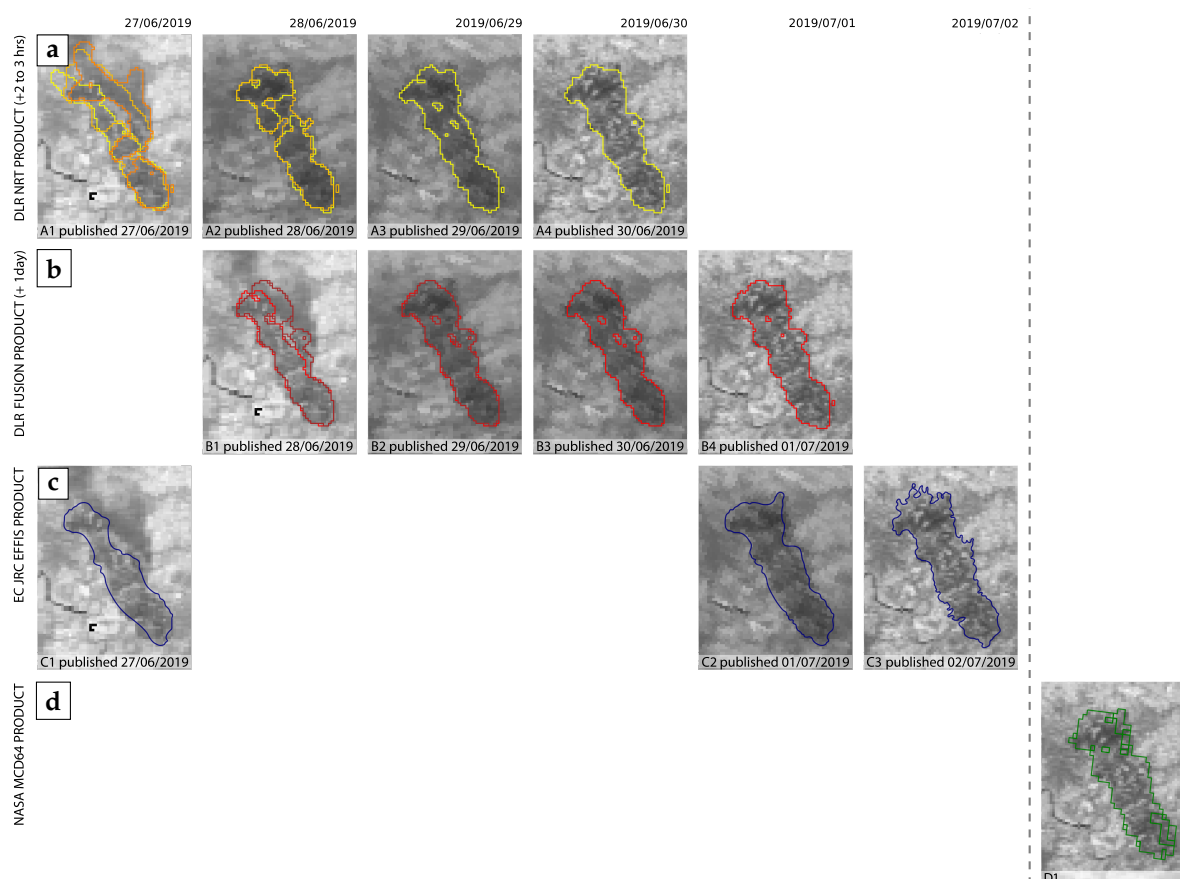 27/06/2019 28/06/2019 2019/06/29 2019/06/30 2019/07/01 2019/07/02
DLR NRT PRODUCT (+2 to 3 hrs)
a
A1 published 27/06/2019 A2 published 28/06/2019 A3 published 29/06/2019 A4 published 30/06/2019
DLR FUSION PRODUCT (+ 1day)
b
B1 published 28/06/2019 B2 published 29/06/2019 B3 published 30/06/2019 B4 published 01/07/2019
EC JRC EFFIS PRODUCT
c
C1 published 27/06/2019 C2 published 01/07/2019 C3 published 02/07/2019
NASA MCD64 PRODUCT
d
D1